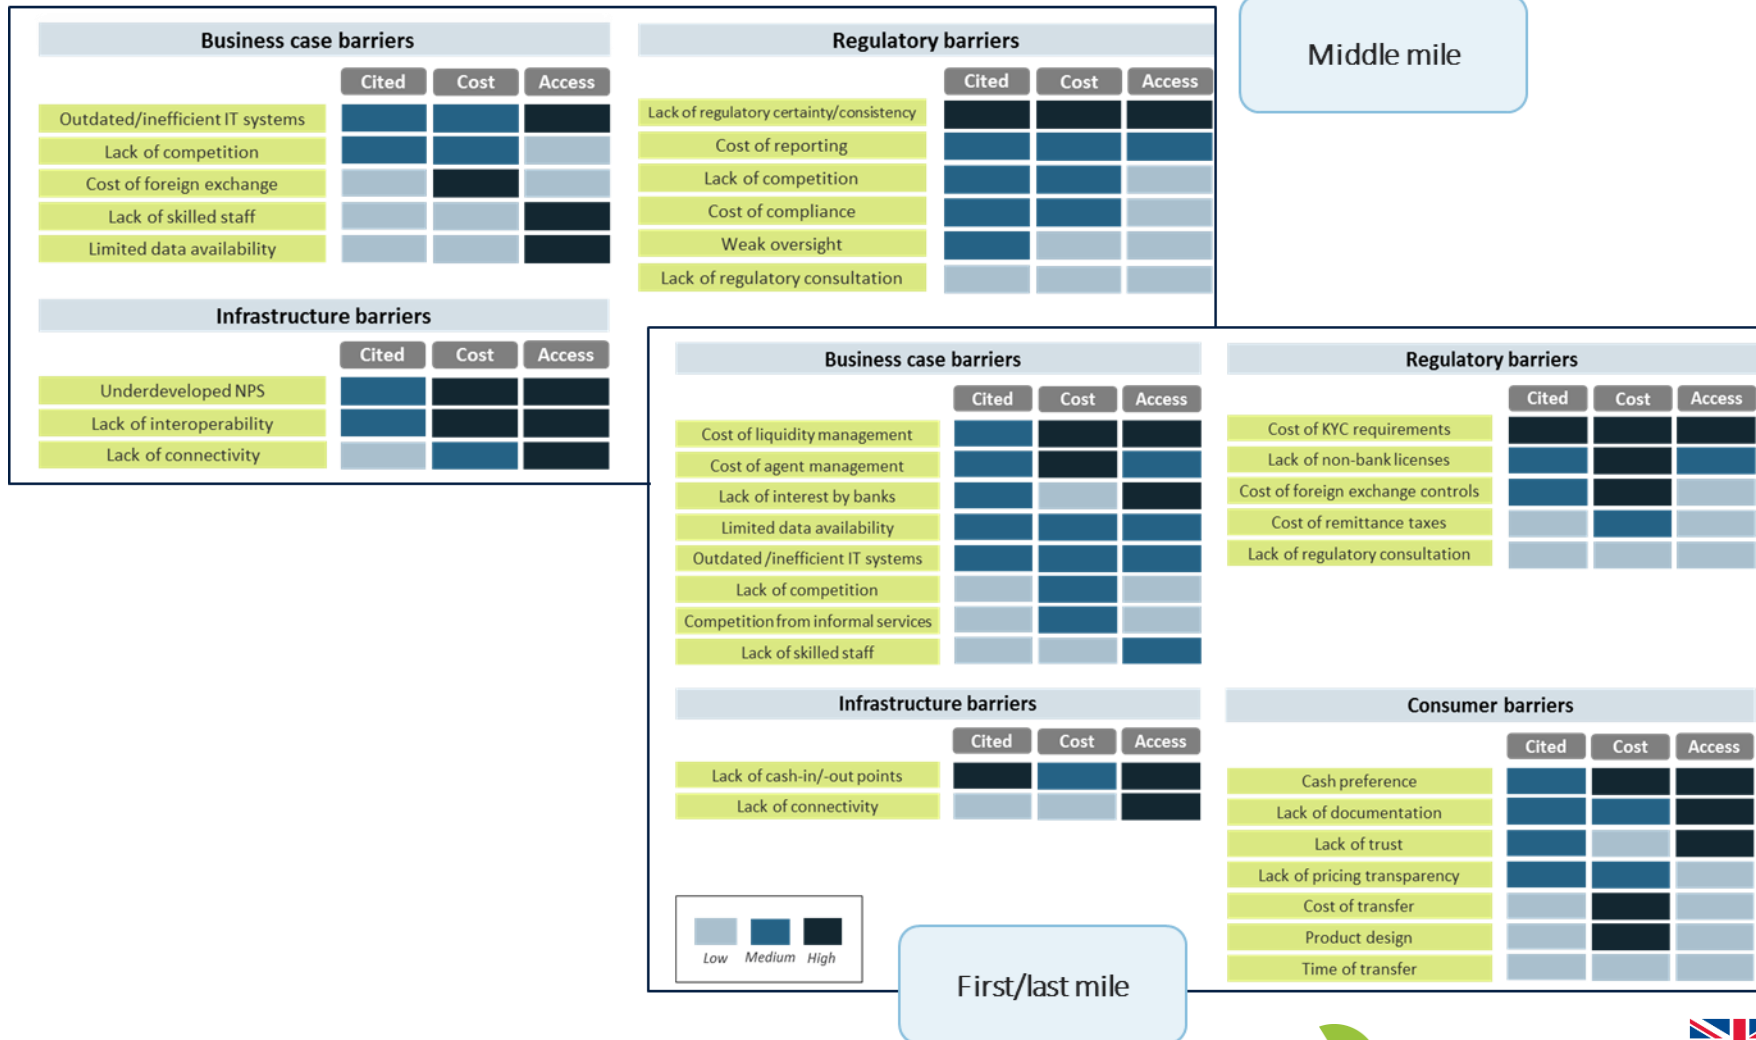 Middle mile
Business case barriers
Cited Cost Access
Outdated/inefficient IT systems
Lack of competition
Cost of foreign exchange
Lack of skilled staff
Limited data availability
Regulatory barriers
Cited Cost Access
Lack of regulatory certainty/consistency
Cost of reporting
Lack of competition
Cost of compliance
Weak oversight
Lack of regulatory consultation
Infrastructure barriers
Cited Cost Access
Underdeveloped NPS
Lack of interoperability
Lack of connectivity
Business case barriers
Cited Cost Access
Cost of liquidity management
Cost of agent management
Lack of interest by banks
Limited data availability
Outdated/inefficient IT systems
Lack of competition
Competition from informal services
Lack of skilled staff
Regulatory barriers
Cited Cost Access
Cost of KYC requirements
Lack of non-bank licenses
Cost of foreign exchange controls
Cost of remittance taxes
Lack of regulatory consultation
Infrastructure barriers
Cited Cost Access
Lack of cash-in/-out points
Lack of connectivity
Consumer barriers
Cited Cost Access
Cash preference
Lack of documentation
Lack of trust
Lack of pricing transparency
Cost of transfer
Product design
Time of transfer
Low Medium High
First/last mile